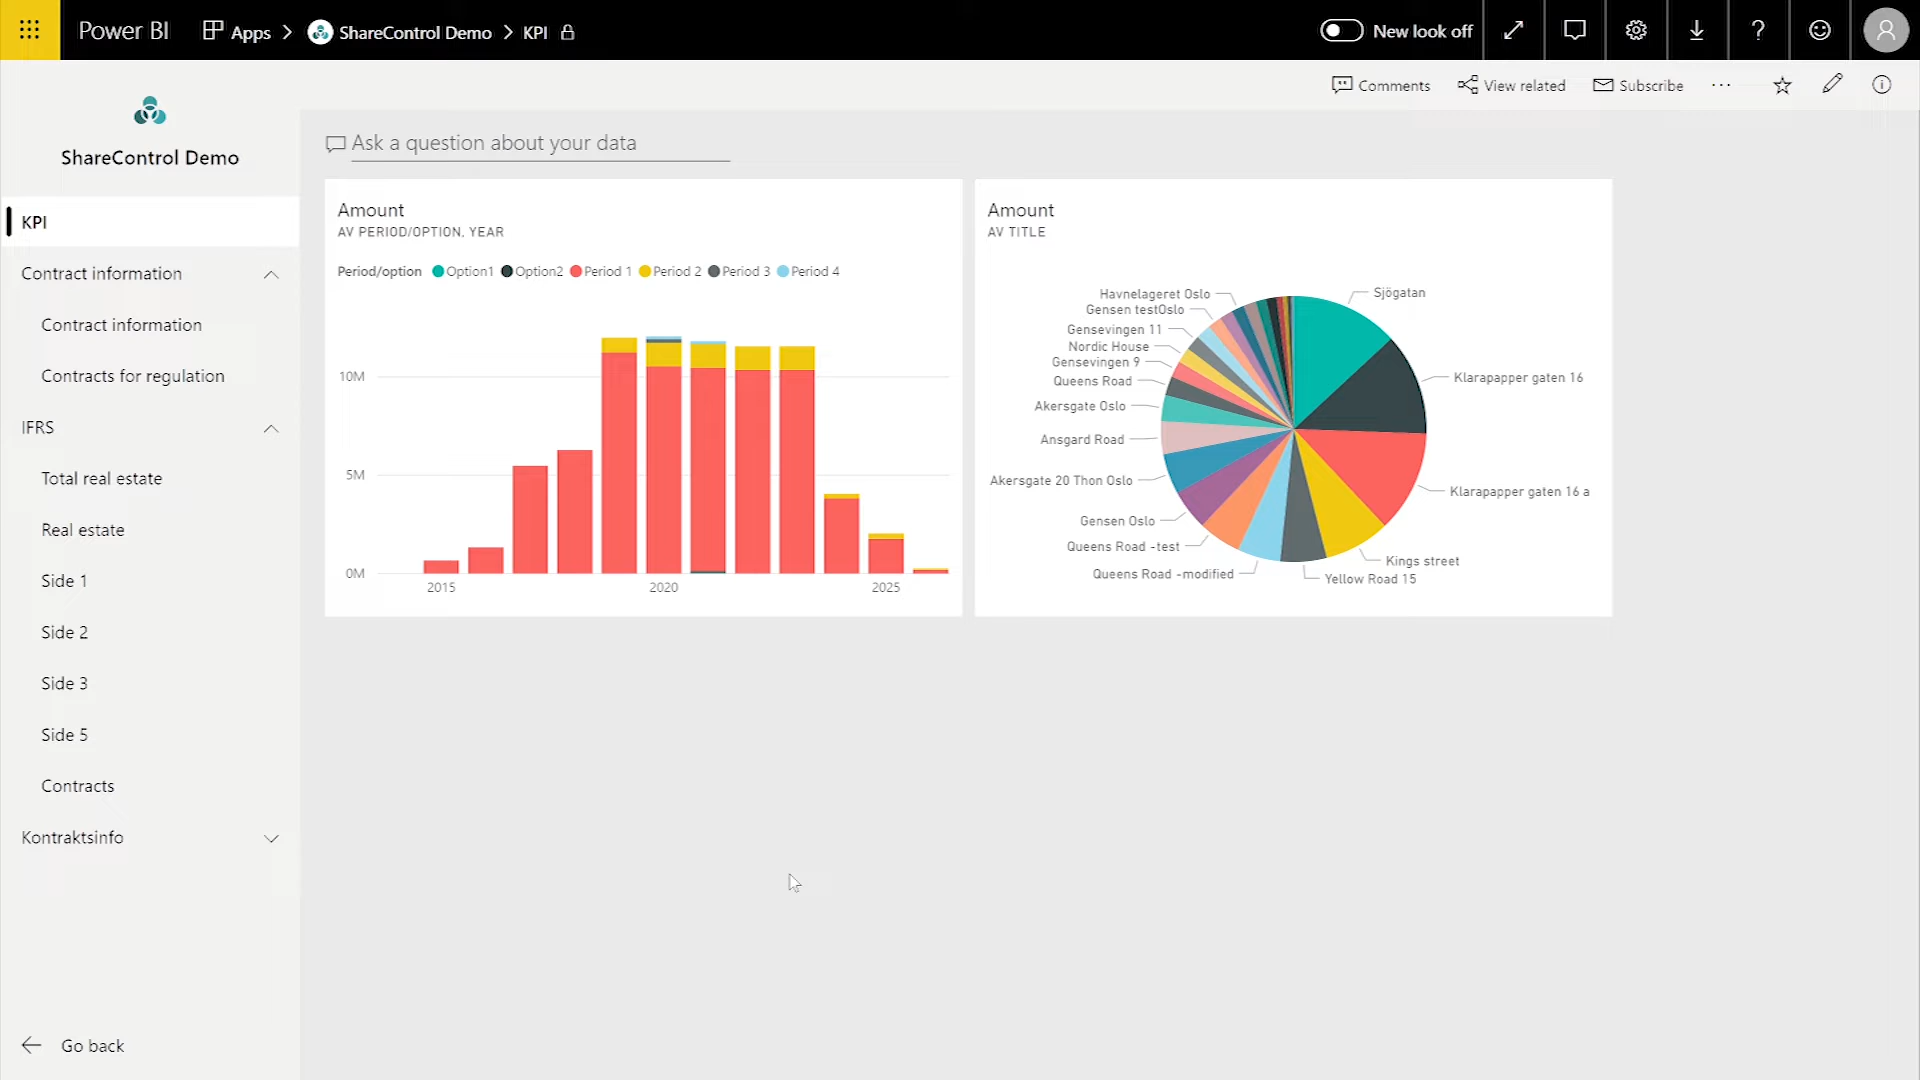 Power BI Apps ShareControl Demo KPI New look off
Comments View related Subscribe
ShareControl Demo
KPI
Contract information
Contract information
Contracts for regulation
IFRS
Total real estate
Real estate
Side 1
Side 2
Side 3
Side 5
Contracts
Kontraktsinfo
Go back
Ask a question about your data
Amount
AV PERIOD/OPTION, YEAR
Period/option Option1 Option2 Period 1 Period 2 Period 3 Period 4
10M
5M
0M
2015 2020 2025
Amount
AV TITLE
Havnelageret Oslo
Gensen testOslo
Gensevingen 11
Nordic House
Gensevingen 9
Queens Road
Akersgate Oslo
Ansgard Road
Akersgate 20 Thon Oslo
Gensen Oslo
Queens Road -test
Queens Road -modified
Sjögatan
Klarapapper gaten 16
Klarapapper gaten 16 a
Kings street
Yellow Road 15